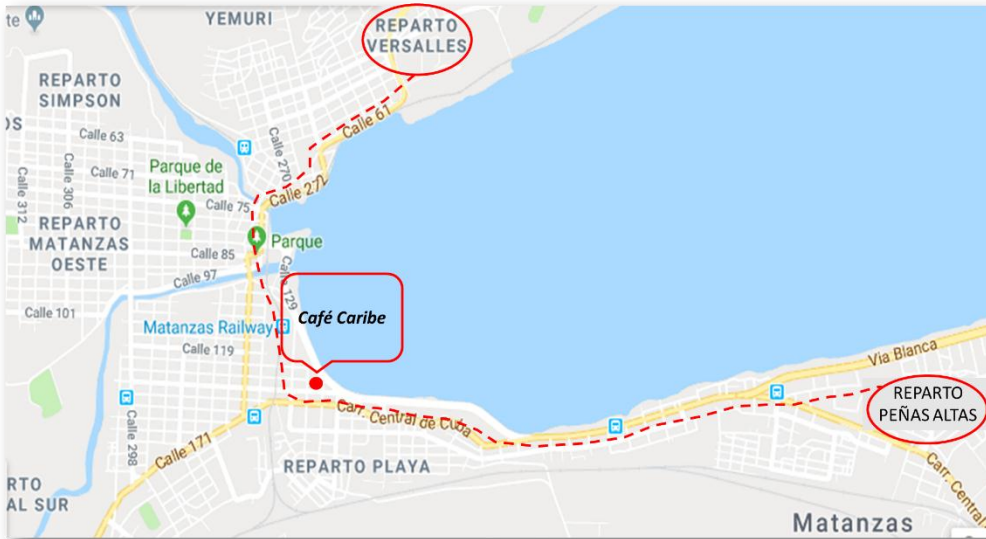 te
YEMURI
REPARTO
VERSALLES
REPARTO
SIMPSON
OS
Calle 63
Calle 61
Calle 306
Calle 312
Calle 71
Calle 270
Parque de
la Libertad
Calle 272
Calle 75
REPARTO
MATANZAS
OESTE
Calle 85
Parque
Calle 97
Calle 129
Calle 101
Café Caribe
Matanzas Railway
Calle 119
Via Blanca
REPARTO
PEÑAS ALTAS
Carr. Central de Cuba
Calle 298
Calle 171
REPARTO PLAYA
Carr. Central
RTO
AL SUR
Matanzas